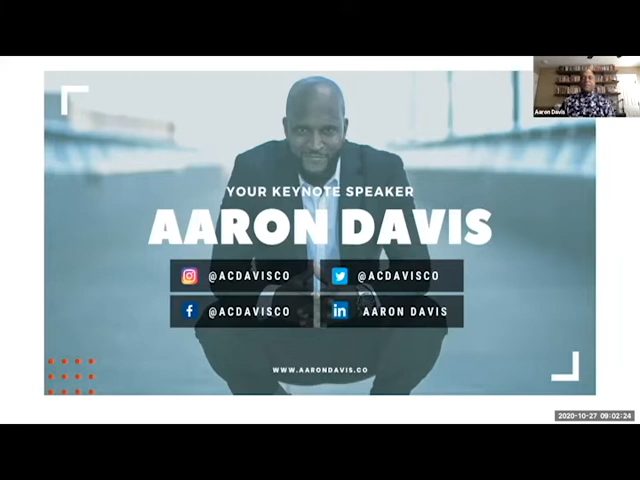 Aaron Davis
YOUR KEYNOTE SPEAKER
AARON DAVIS
@ACDAVISCO
@ACDAVISCO
@ACDAVISCO
AARON DAVIS
WWW.AARONDAVIS.CO
2020-10-27 09:02:24